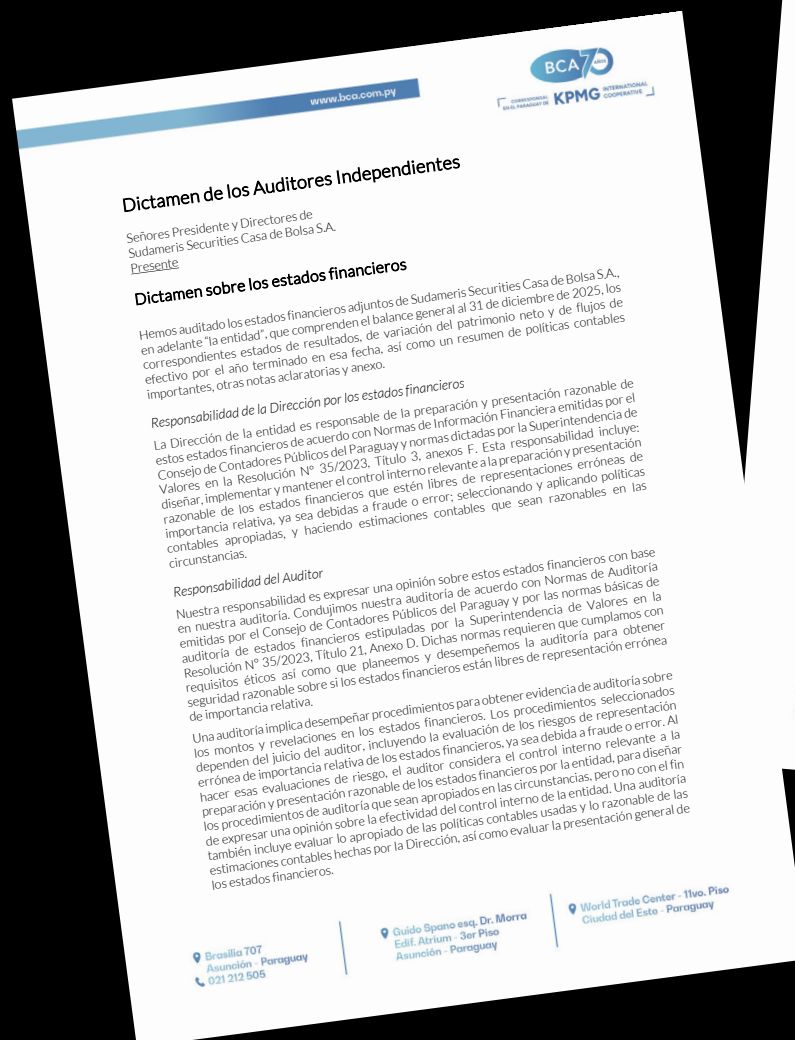 www.bca.com.py
BCA 70 AÑOS
CORRESPONSAL
EN EL PARAGUAY DE
KPMG INTERNATIONAL
COOPERATIVE
Dictamen de los Auditores Independientes
Señores Presidente y Directores de
Sudameris Securities Casa de Bolsa S.A.
Presente
Dictamen sobre los estados financieros
Hemos auditado los estados financieros adjuntos de Sudameris Securities Casa de Bolsa S.A.,
en adelante "la entidad", que comprenden el balance general al 31 de diciembre de 2025, los
correspondientes estados de resultados, de variación del patrimonio neto y de flujos de
efectivo por el año terminado en esa fecha, así como un resumen de políticas contables
importantes, otras notas aclaratorias y anexo.
Responsabilidad de la Dirección por los estados financieros
La Dirección de la entidad es responsable de la preparación y presentación razonable de
estos estados financieros de acuerdo con Normas de Información Financiera emitidas por el
Consejo de Contadores Públicos del Paraguay y normas dictadas por la Superintendencia de
Valores en la Resolución N° 35/2023, Título 3, anexos F. Esta responsabilidad incluye:
diseñar, implementar y mantener el control interno relevante a la preparación y presentación
razonable de los estados financieros que estén libres de representaciones erróneas de
importancia relativa, ya sea debidas a fraude o error; seleccionando y aplicando políticas
contables apropiadas, y haciendo estimaciones contables que sean razonables en las
circunstancias.
Responsabilidad del Auditor
Nuestra responsabilidad es expresar una opinión sobre estos estados financieros con base
en nuestra auditoría. Condujimos nuestra auditoría de acuerdo con Normas de Auditoría
emitidas por el Consejo de Contadores Públicos del Paraguay y por las normas básicas de
auditoría de estados financieros estipuladas por la Superintendencia de Valores en la
Resolución N° 35/2023, Título 21, Anexo D. Dichas normas requieren que cumplamos con
requisitos éticos así como que planeemos y desempeñemos la auditoría para obtener
seguridad razonable sobre si los estados financieros están libres de representación errónea
de importancia relativa.
Una auditoría implica desempeñar procedimientos para obtener evidencia de auditoría sobre
los montos y revelaciones en los estados financieros. Los procedimientos seleccionados
dependen del juicio del auditor, incluyendo la evaluación de los riesgos de representación
errónea de importancia relativa de los estados financieros, ya sea debida a fraude o error. Al
hacer esas evaluaciones de riesgo, el auditor considera el control interno relevante a la
preparación y presentación razonable de los estados financieros por la entidad, para diseñar
los procedimientos de auditoría que sean apropiados en las circunstancias, pero no con el fin
de expresar una opinión sobre la efectividad del control interno de la entidad. Una auditoría
también incluye evaluar lo apropiado de las políticas contables usadas y lo razonable de las
estimaciones contables hechas por la Dirección, así como evaluar la presentación general de
los estados financieros.
Brasilia 707
Asunción - Paraguay
021 212 505
Guido Spano esq. Dr. Morra
Edif. Atrium - 3er Piso
Asunción - Paraguay
World Trade Center - 11vo. Piso
Ciudad del Este - Paraguay